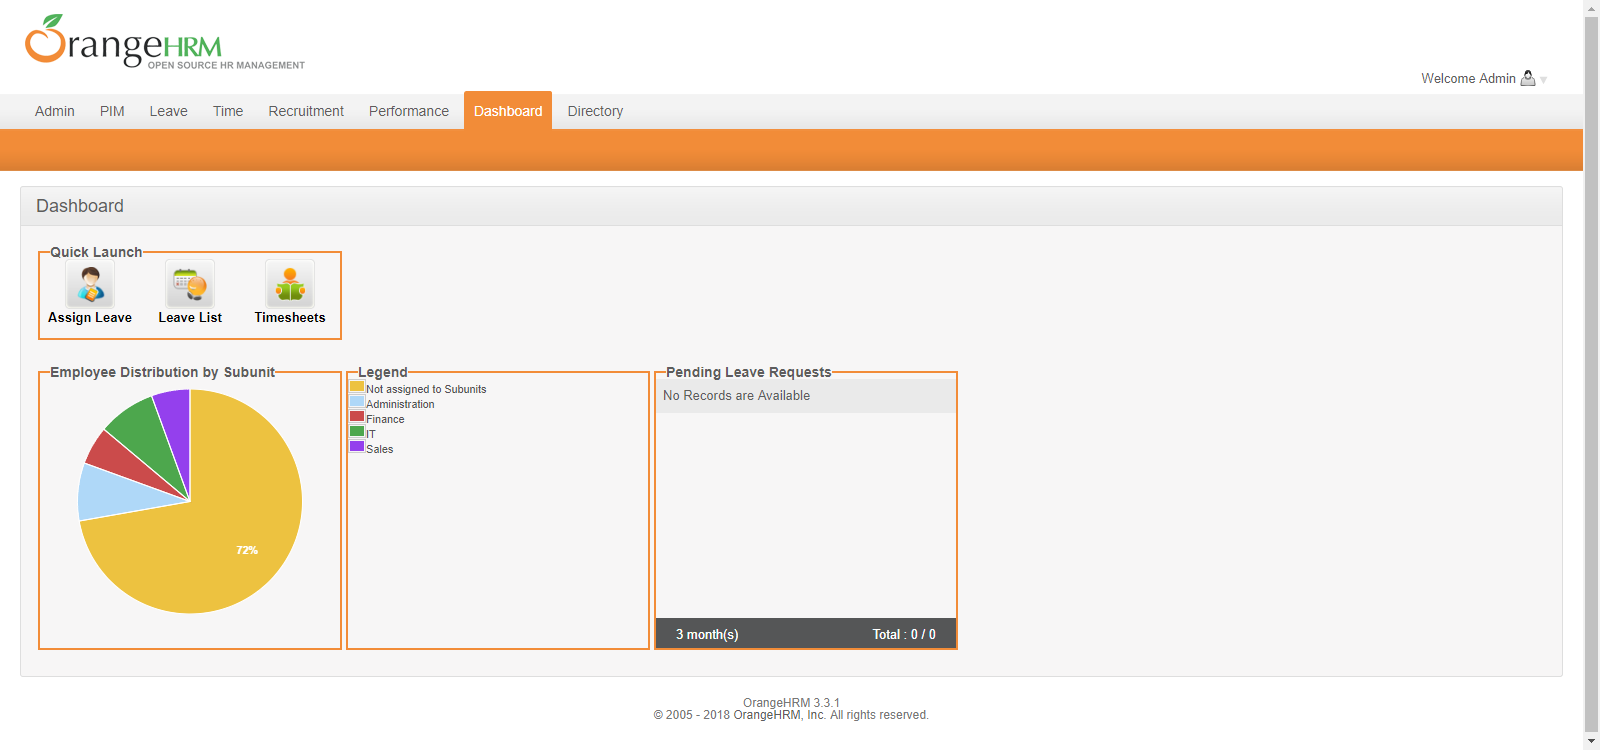 OrangeHRM
OPEN SOURCE HR MANAGEMENT
Welcome Admin
Admin PIM Leave Time Recruitment Performance Dashboard Directory
Dashboard
Quick Launch
Assign Leave Leave List Timesheets
Employee Distribution by Subunit
72%
Legend
Not assigned to Subunits
Administration
Finance
IT
Sales
Pending Leave Requests
No Records are Available
3 month(s) Total : 0 / 0
OrangeHRM 3.3.1
© 2005 - 2018 OrangeHRM, Inc. All rights reserved.